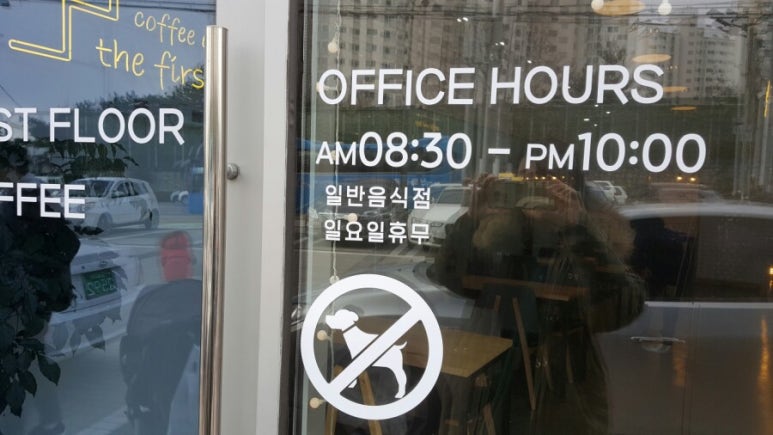 coffee
the firs
ST FLOOR
FFEE
OFFICE HOURS
AM08:30 – PM10:00
일반음식점
일요일휴무